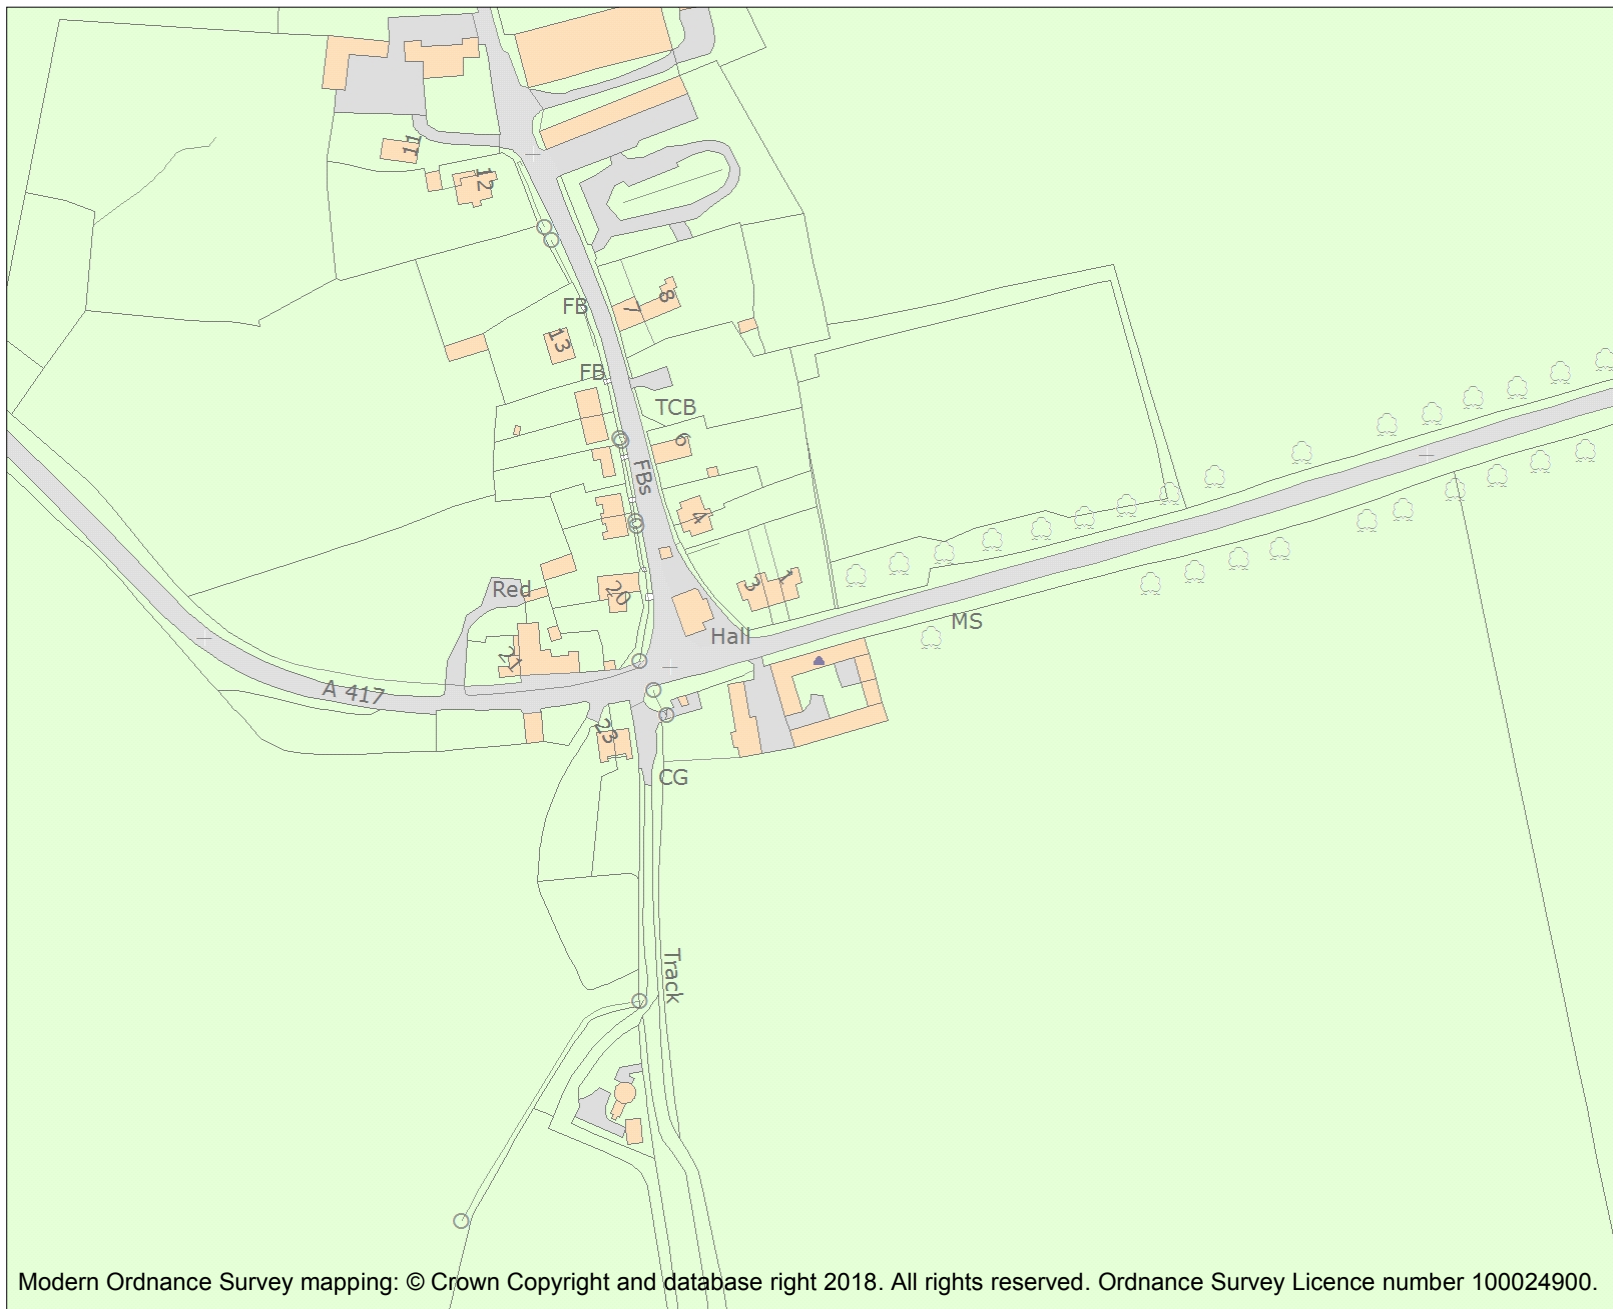 11
12
FB
7
8
13
FB
TCB
6
FBs
4
Red
20
3
1
MS
Hall
21
A 417
23
CG
Track
Modern Ordnance Survey mapping: © Crown Copyright and database right 2018. All rights reserved. Ordnance Survey Licence number 100024900.